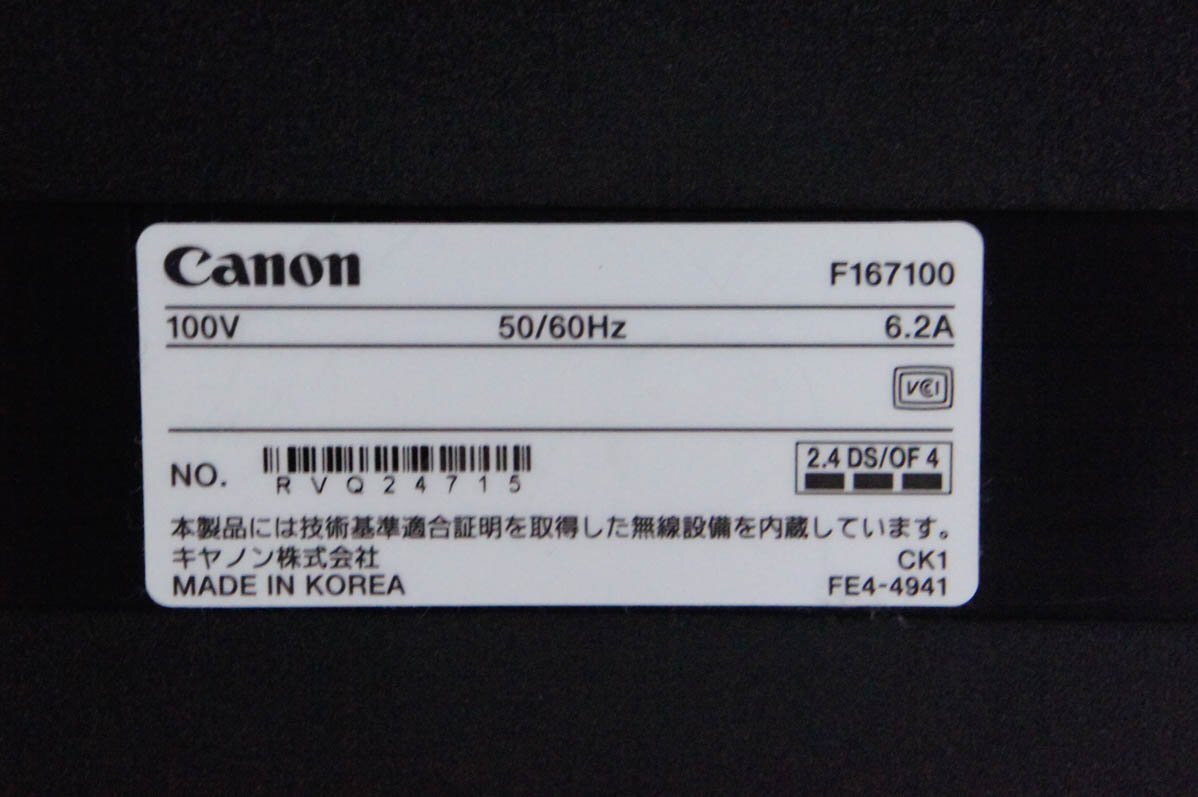 Canon F167100
100V 50/60Hz 6.2A
VCI
NO. RVQ24715
2.4 DS/OF 4
本製品には技術基準適合証明を取得した無線設備を内蔵しています。
キヤノン株式会社 CK1
MADE IN KOREA FE4-4941